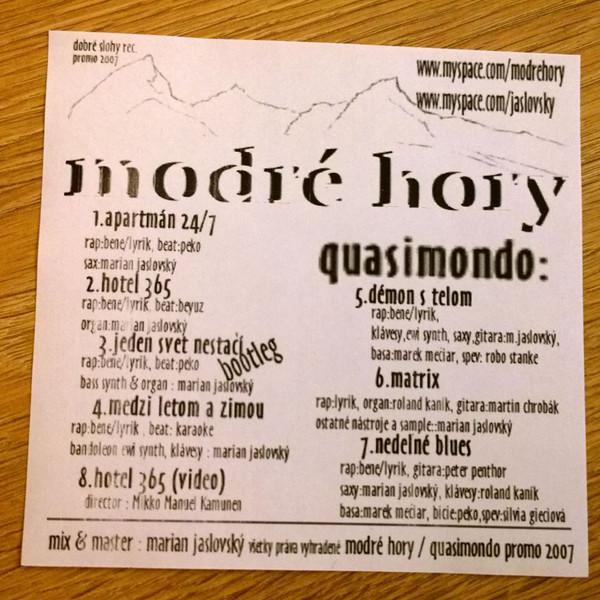 dobré slohy rec.
promo 2007
www.myspace.com/modrehory
www.myspace.com/jaslovsky
modré hory
1.apartmán 24/7
rap:bene/lyrik, beat:peko
sax:marian jaslovský
2.hotel 365
rap:bene/lyrik, beat:beyuz
organ:marian jaslovský
3.jeden svet nestačí
bootleg
rap:bene/lyrik, beat:peko
bass synth & organ : marian jaslovský
4.medzi letom a zimou
rap:bene/lyrik , beat: karaoke
bandoleon ewi synth, klávesy : marian jaslovský
8.hotel 365 (video)
director : Mikko Manuel Kamunen
quasimondo:
5.démon s telom
rap:bene/lyrik,
klávesy,ewi synth, saxy,gitara:m.jaslovský,
basa:marek mečiar, spev: robo stanke
6.matrix
rap:lyrik, organ:roland kanik, gitara:martin chrobák
ostatné nástroje a sample.:marian jaslovský
7.nedelné blues
rap:bene/lyrik, gitara:peter penthor
saxy:marian jaslovský, klávesy:roland kaník
basa:marek mečiar, bicie:peko,spev:silvia gieciová
mix & master : marian jaslovský všetky práva vyhradené modré hory / quasimondo promo 2007